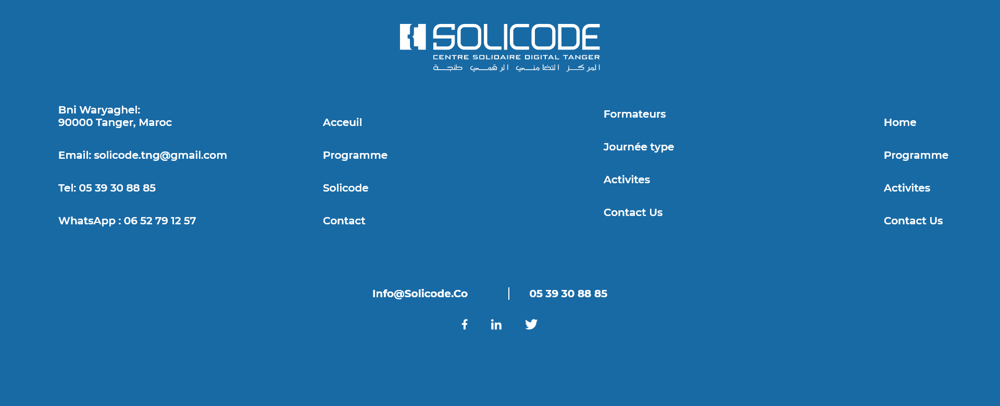 SOLICODE
CENTRE SOLIDAIRE DIGITAL TANGER
المركز التضامني الرقمي طنجة
Bni Waryaghel:
90000 Tanger, Maroc
Email: solicode.tng@gmail.com
Tel: 05 39 30 88 85
WhatsApp : 06 52 79 12 57
Acceuil
Programme
Solicode
Contact
Formateurs
Journée type
Activites
Contact Us
Home
Programme
Activites
Contact Us
Info@Solicode.Co | 05 39 30 88 85